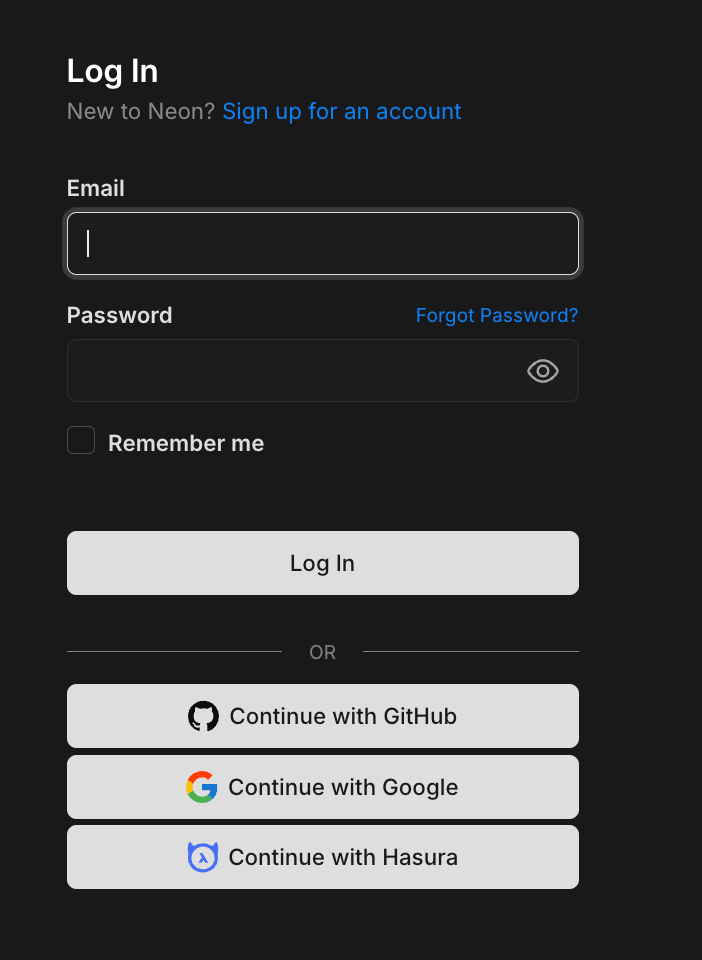 Log In
New to Neon? Sign up for an account
Email
Password Forgot Password?
Remember me
Log In
OR
Continue with GitHub
Continue with Google
Continue with Hasura